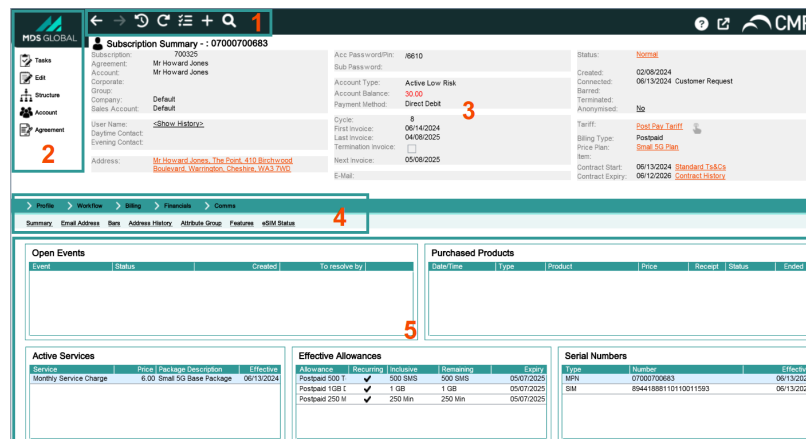 1
CMP
MDS GLOBAL
Subscription Summary - : 07000700683
Tasks
Edit
Structure
Account
Agreement
2
Subscription: 700325
Agreement: Mr Howard Jones
Account: Mr Howard Jones
Corporate:
Group:
Company: Default
Sales Account: Default
User Name: <Show History>
Daytime Contact:
Evening Contact:
Address: Mr Howard Jones, The Point, 410 Birchwood
Boulevard, Warrington, Cheshire, WA3 7WD
Acc Password/Pin: /6610
Sub Password:
Account Type: Active Low Risk
Account Balance: 30.00
Payment Method: Direct Debit
3
Cycle: 8
First Invoice: 06/14/2024
Last Invoice: 04/08/2025
Termination Invoice:
Next Invoice: 05/08/2025
E-Mail:
Status: Normal
Created: 02/08/2024
Connected: 06/13/2024 Customer Request
Barred:
Terminated:
Anonymised: No
Tariff: Post Pay Tariff
Billing Type: Postpaid
Price Plan: Small 5G Plan
Item:
Contract Start: 06/13/2024 Standard Ts&Cs
Contract Expiry: 06/12/2026 Contract History
Profile Workflow Billing Financials Comms
Summary Email Address Bars Address History Attribute Group Features eSIM Status
4
Open Events
Event Status Created To resolve by
Purchased Products
Date/Time Type Product Price Receipt Status Ended
5
Active Services
Service Price Package Description Effective
Monthly Service Charge 6.00 Small 5G Base Package 06/13/2024
Effective Allowances
Allowance Recurring Inclusive Remaining Expiry
Postpaid 500 T 500 SMS 500 SMS 05/07/2025
Postpaid 1GB D 1 GB 1 GB 05/07/2025
Postpaid 250 M 250 Min 250 Min 05/07/2025
Serial Numbers
Type Number Effectiv
MPN 07000700683 06/13/202
SIM 89441888110110011593 06/13/202